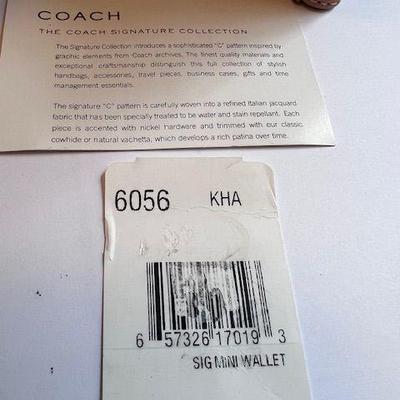 COACH
THE COACH SIGNATURE COLLECTION
The Signature Collection introduces a sophisticated "C" pattern inspired by
graphic elements from Coach archives. The finest quality materials and
exceptional craftsmanship distinguish this full collection of stylish
handbags, accessories, travel pieces, business cases, gifts and time
management essentials.
The signature "C" pattern is carefully woven into a refined Italian jacquard
fabric that has been specially treated to be water and stain repellant. Each
piece is accented with nickel hardware and trimmed with our classic
cowhide or natural vachetta, which develops a rich patina over time.
6056 KHA
6 57326 17019 3
SIG MINI WALLET